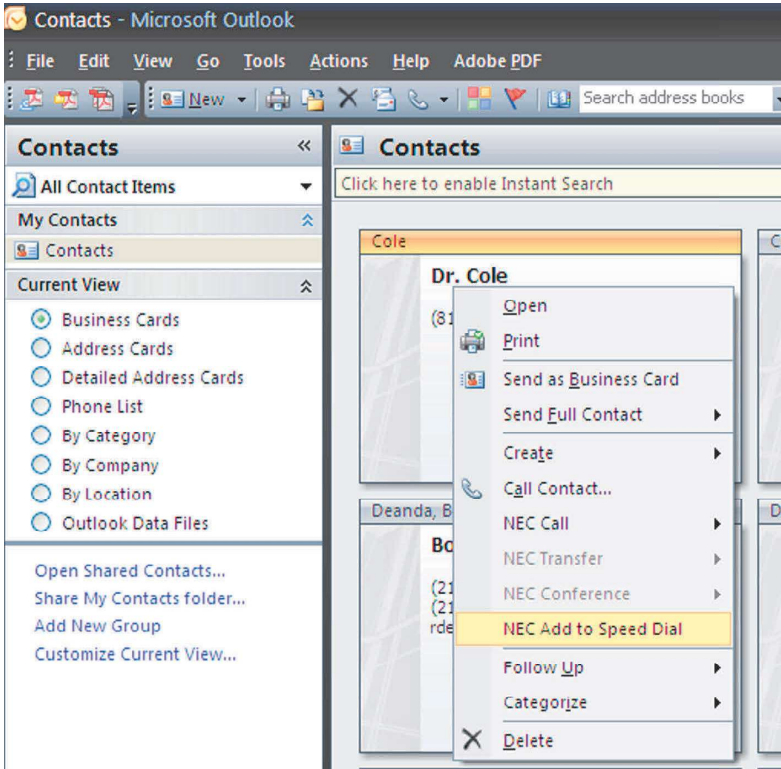 Contacts - Microsoft Outlook
File Edit View Go Tools Actions Help Adobe PDF
New Search address books
Contacts «
All Contact Items
My Contacts
Contacts
Current View
Business Cards
Address Cards
Detailed Address Cards
Phone List
By Category
By Company
By Location
Outlook Data Files
Open Shared Contacts...
Share My Contacts folder...
Add New Group
Customize Current View...
Contacts
Click here to enable Instant Search
Cole
Dr. Cole
(81
Deanda, B
Bo
(21
(21
rde
Open
Print
Send as Business Card
Send Full Contact
Create
Call Contact...
NEC Call
NEC Transfer
NEC Conference
NEC Add to Speed Dial
Follow Up
Categorize
Delete
C
D